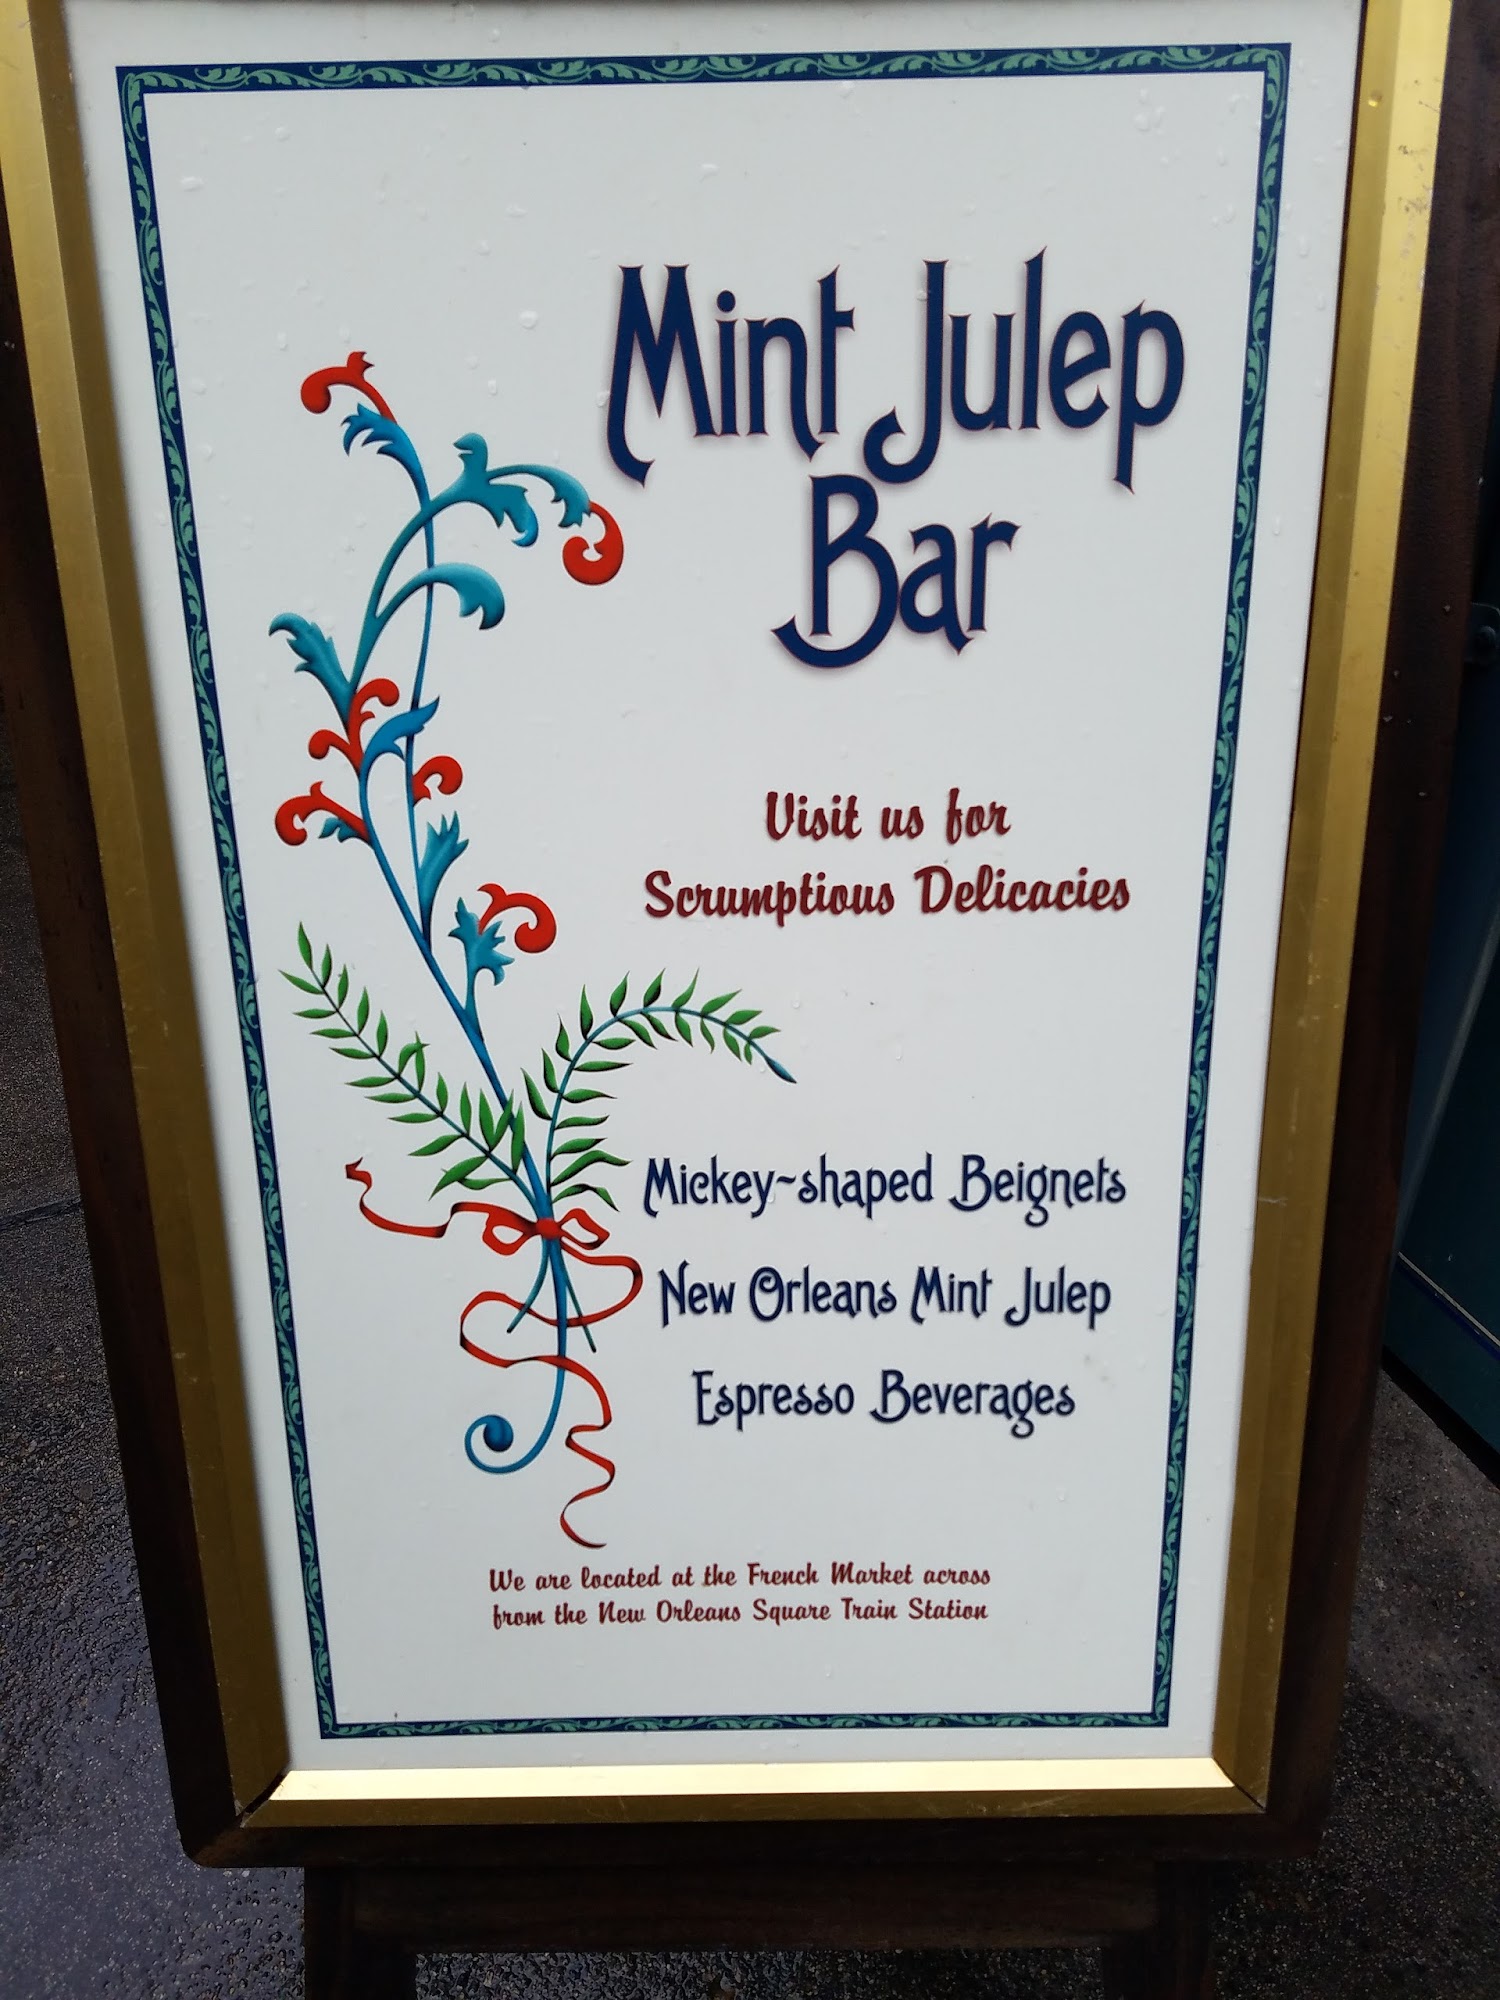 Mint Julep
Bar
Visit us for
Scrumptious Delicacies
Mickey~shaped Beignets
New Orleans Mint Julep
Espresso Beverages
We are located at the French Market across
from the New Orleans Square Train Station